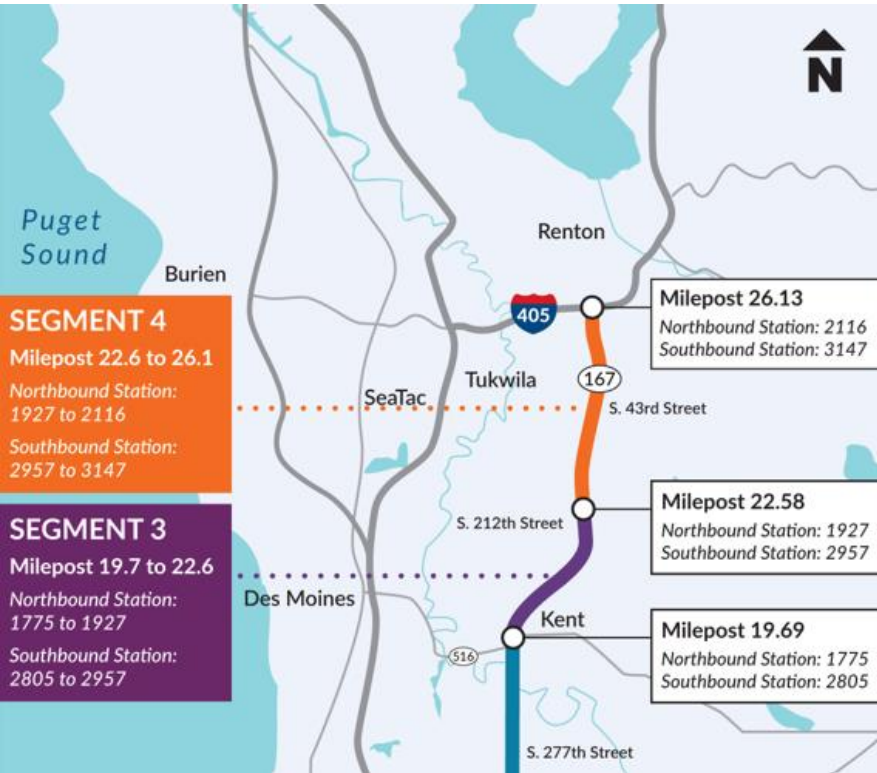 N
Puget
Sound
Renton
Burien
405
Milepost 26.13
Northbound Station: 2116
Southbound Station: 3147
SEGMENT 4
Milepost 22.6 to 26.1
Northbound Station:
1927 to 2116
Southbound Station:
2957 to 3147
167
Tukwila
SeaTac
S. 43rd Street
Milepost 22.58
Northbound Station: 1927
Southbound Station: 2957
S. 212th Street
SEGMENT 3
Milepost 19.7 to 22.6
Northbound Station:
1775 to 1927
Southbound Station:
2805 to 2957
Des Moines
Kent
Milepost 19.69
Northbound Station: 1775
Southbound Station: 2805
516
S. 277th Street